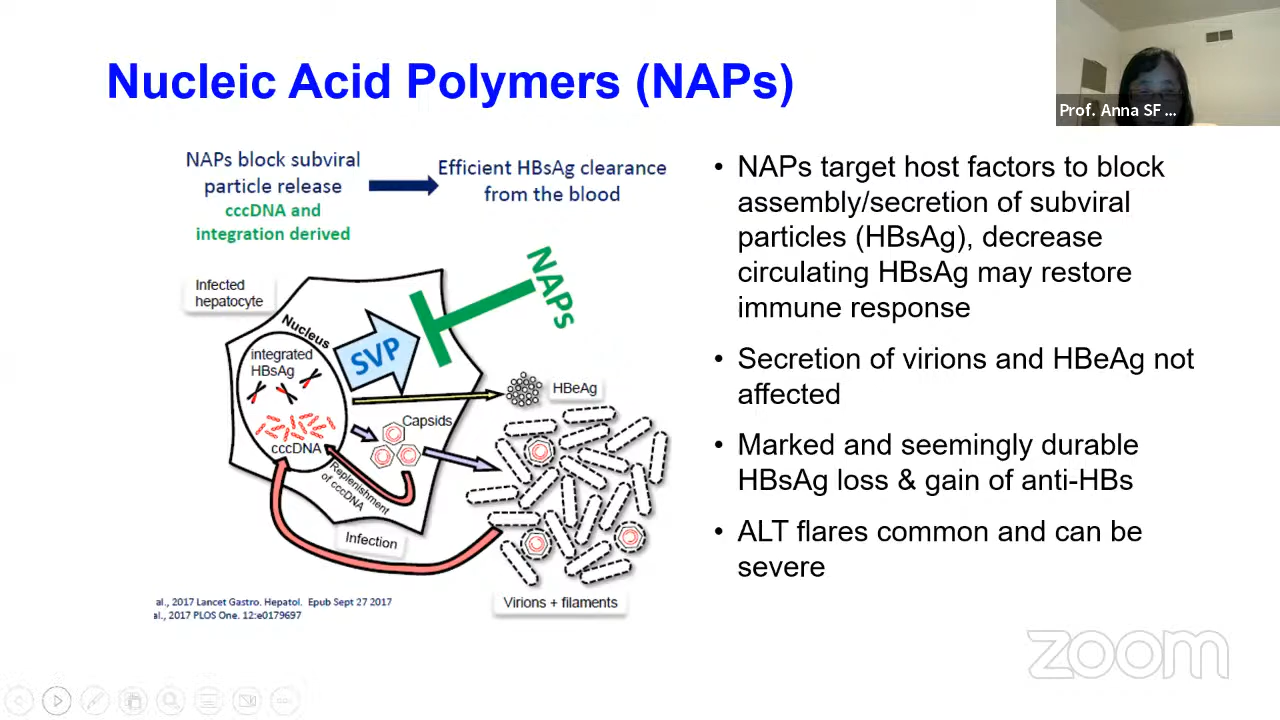 Nucleic Acid Polymers (NAPs)
Prof. Anna SF ...
NAPs block subviral
particle release
cccDNA and
integration derived
Efficient HBsAg clearance
from the blood
NAPs
Infected
hepatocyte
Nucleus
integrated
HBsAg
SVP
HBeAg
Capsids
cccDNA
Replenishment
of cccDNA
Infection
Virions + filaments
al., 2017 Lancet Gastro. Hepatol. Epub Sept 27 2017
al., 2017 PLOS One. 12:e0179697
• NAPs target host factors to block
assembly/secretion of subviral
particles (HBsAg), decrease
circulating HBsAg may restore
immune response
• Secretion of virions and HBeAg not
affected
• Marked and seemingly durable
HBsAg loss & gain of anti-HBs
• ALT flares common and can be
severe
zoom